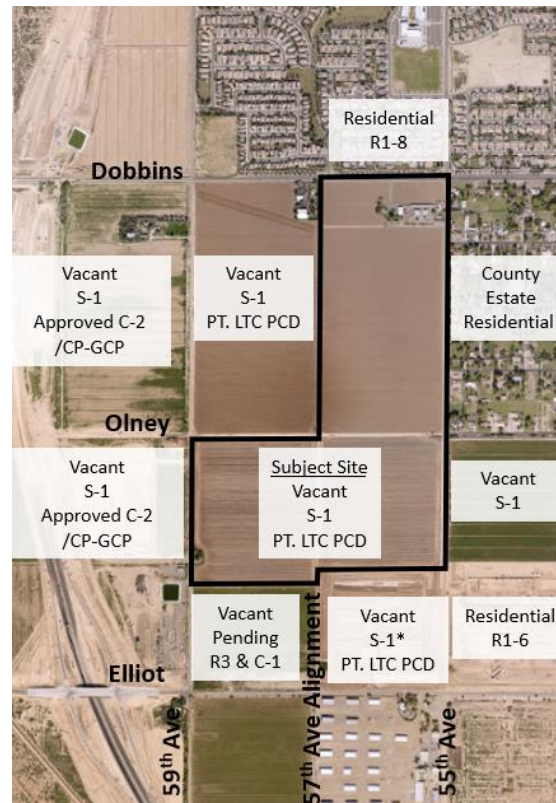 Residential
R1-8
Dobbins
Vacant
S-1
Approved C-2
/CP-GCP
Vacant
S-1
PT. LTC PCD
County
Estate
Residential
Olney
Vacant
S-1
Approved C-2
/CP-GCP
Subject Site
Vacant
S-1
PT. LTC PCD
Vacant
S-1
Vacant
Pending
R3 & C-1
Vacant
S-1*
PT. LTC PCD
Residential
R1-6
Elliot
59th Ave
57th Ave Alignment
55th Ave